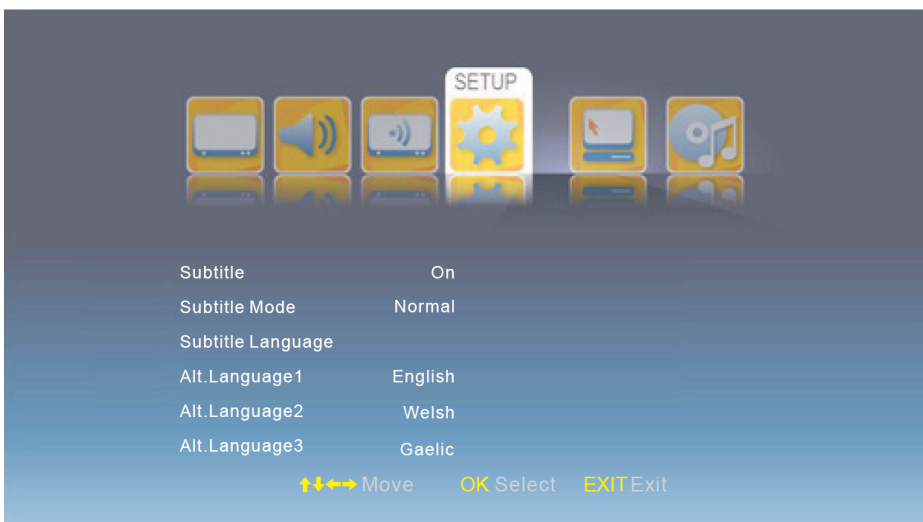 SETUP
Subtitle On
Subtitle Mode Normal
Subtitle Language
Alt.Language1 English
Alt.Language2 Welsh
Alt.Language3 Gaelic
Move OK Select EXIT Exit